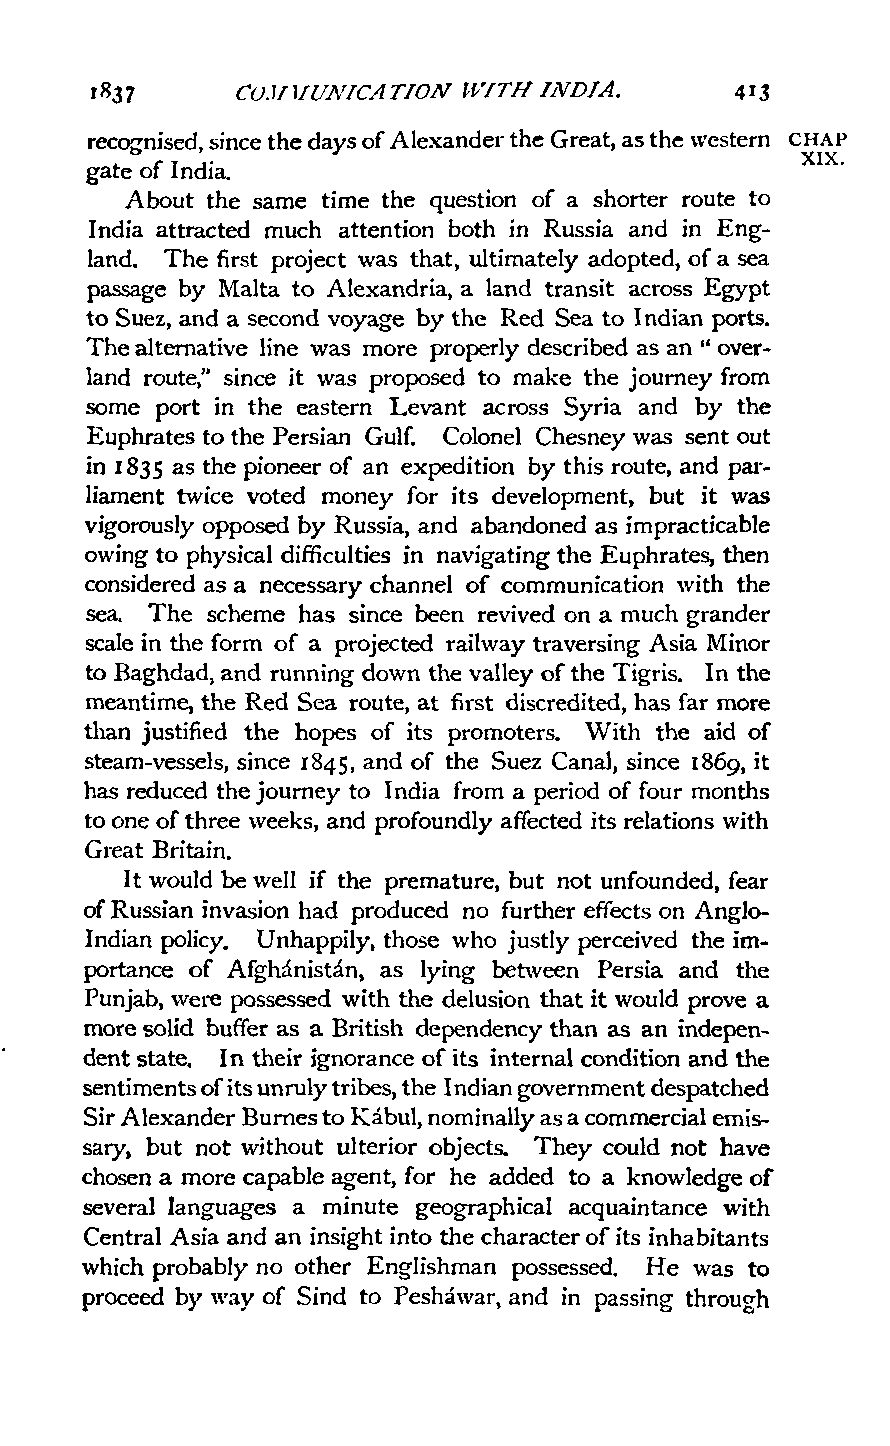 1837 COMMUNICATION WITH INDIA. 413
recognised, since the days of Alexander the Great, as the western CHAP
gate of India. XIX.
About the same time the question of a shorter route to
India attracted much attention both in Russia and in Eng-
land. The first project was that, ultimately adopted, of a sea
passage by Malta to Alexandria, a land transit across Egypt
to Suez, and a second voyage by the Red Sea to Indian ports.
The alternative line was more properly described as an " over-
land route," since it was proposed to make the journey from
some port in the eastern Levant across Syria and by the
Euphrates to the Persian Gulf. Colonel Chesney was sent out
in 1835 as the pioneer of an expedition by this route, and par-
liament twice voted money for its development, but it was
vigorously opposed by Russia, and abandoned as impracticable
owing to physical difficulties in navigating the Euphrates, then
considered as a necessary channel of communication with the
sea. The scheme has since been revived on a much grander
scale in the form of a projected railway traversing Asia Minor
to Baghdad, and running down the valley of the Tigris. In the
meantime, the Red Sea route, at first discredited, has far more
than justified the hopes of its promoters. With the aid of
steam-vessels, since 1845, and of the Suez Canal, since 1869, it
has reduced the journey to India from a period of four months
to one of three weeks, and profoundly affected its relations with
Great Britain.
It would be well if the premature, but not unfounded, fear
of Russian invasion had produced no further effects on Anglo-
Indian policy. Unhappily, those who justly perceived the im-
portance of Afghánistán, as lying between Persia and the
Punjab, were possessed with the delusion that it would prove a
more solid buffer as a British dependency than as an indepen-
dent state. In their ignorance of its internal condition and the
sentiments of its unruly tribes, the Indian government despatched
Sir Alexander Burnes to Kábul, nominally as a commercial emis-
sary, but not without ulterior objects. They could not have
chosen a more capable agent, for he added to a knowledge of
several languages a minute geographical acquaintance with
Central Asia and an insight into the character of its inhabitants
which probably no other Englishman possessed. He was to
proceed by way of Sind to Pesháwar, and in passing through